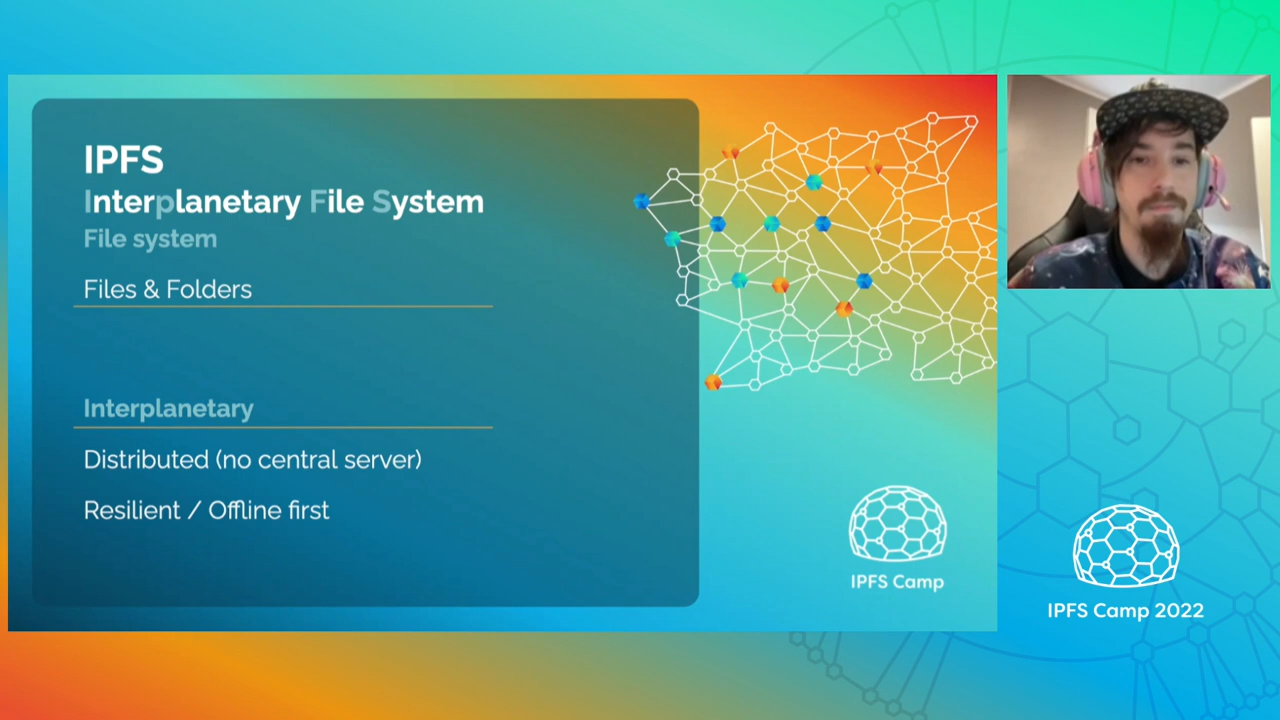 IPFS
Interplanetary File System
File system
Files & Folders
Interplanetary
Distributed (no central server)
Resilient / Offline first
IPFS Camp
IPFS Camp 2022